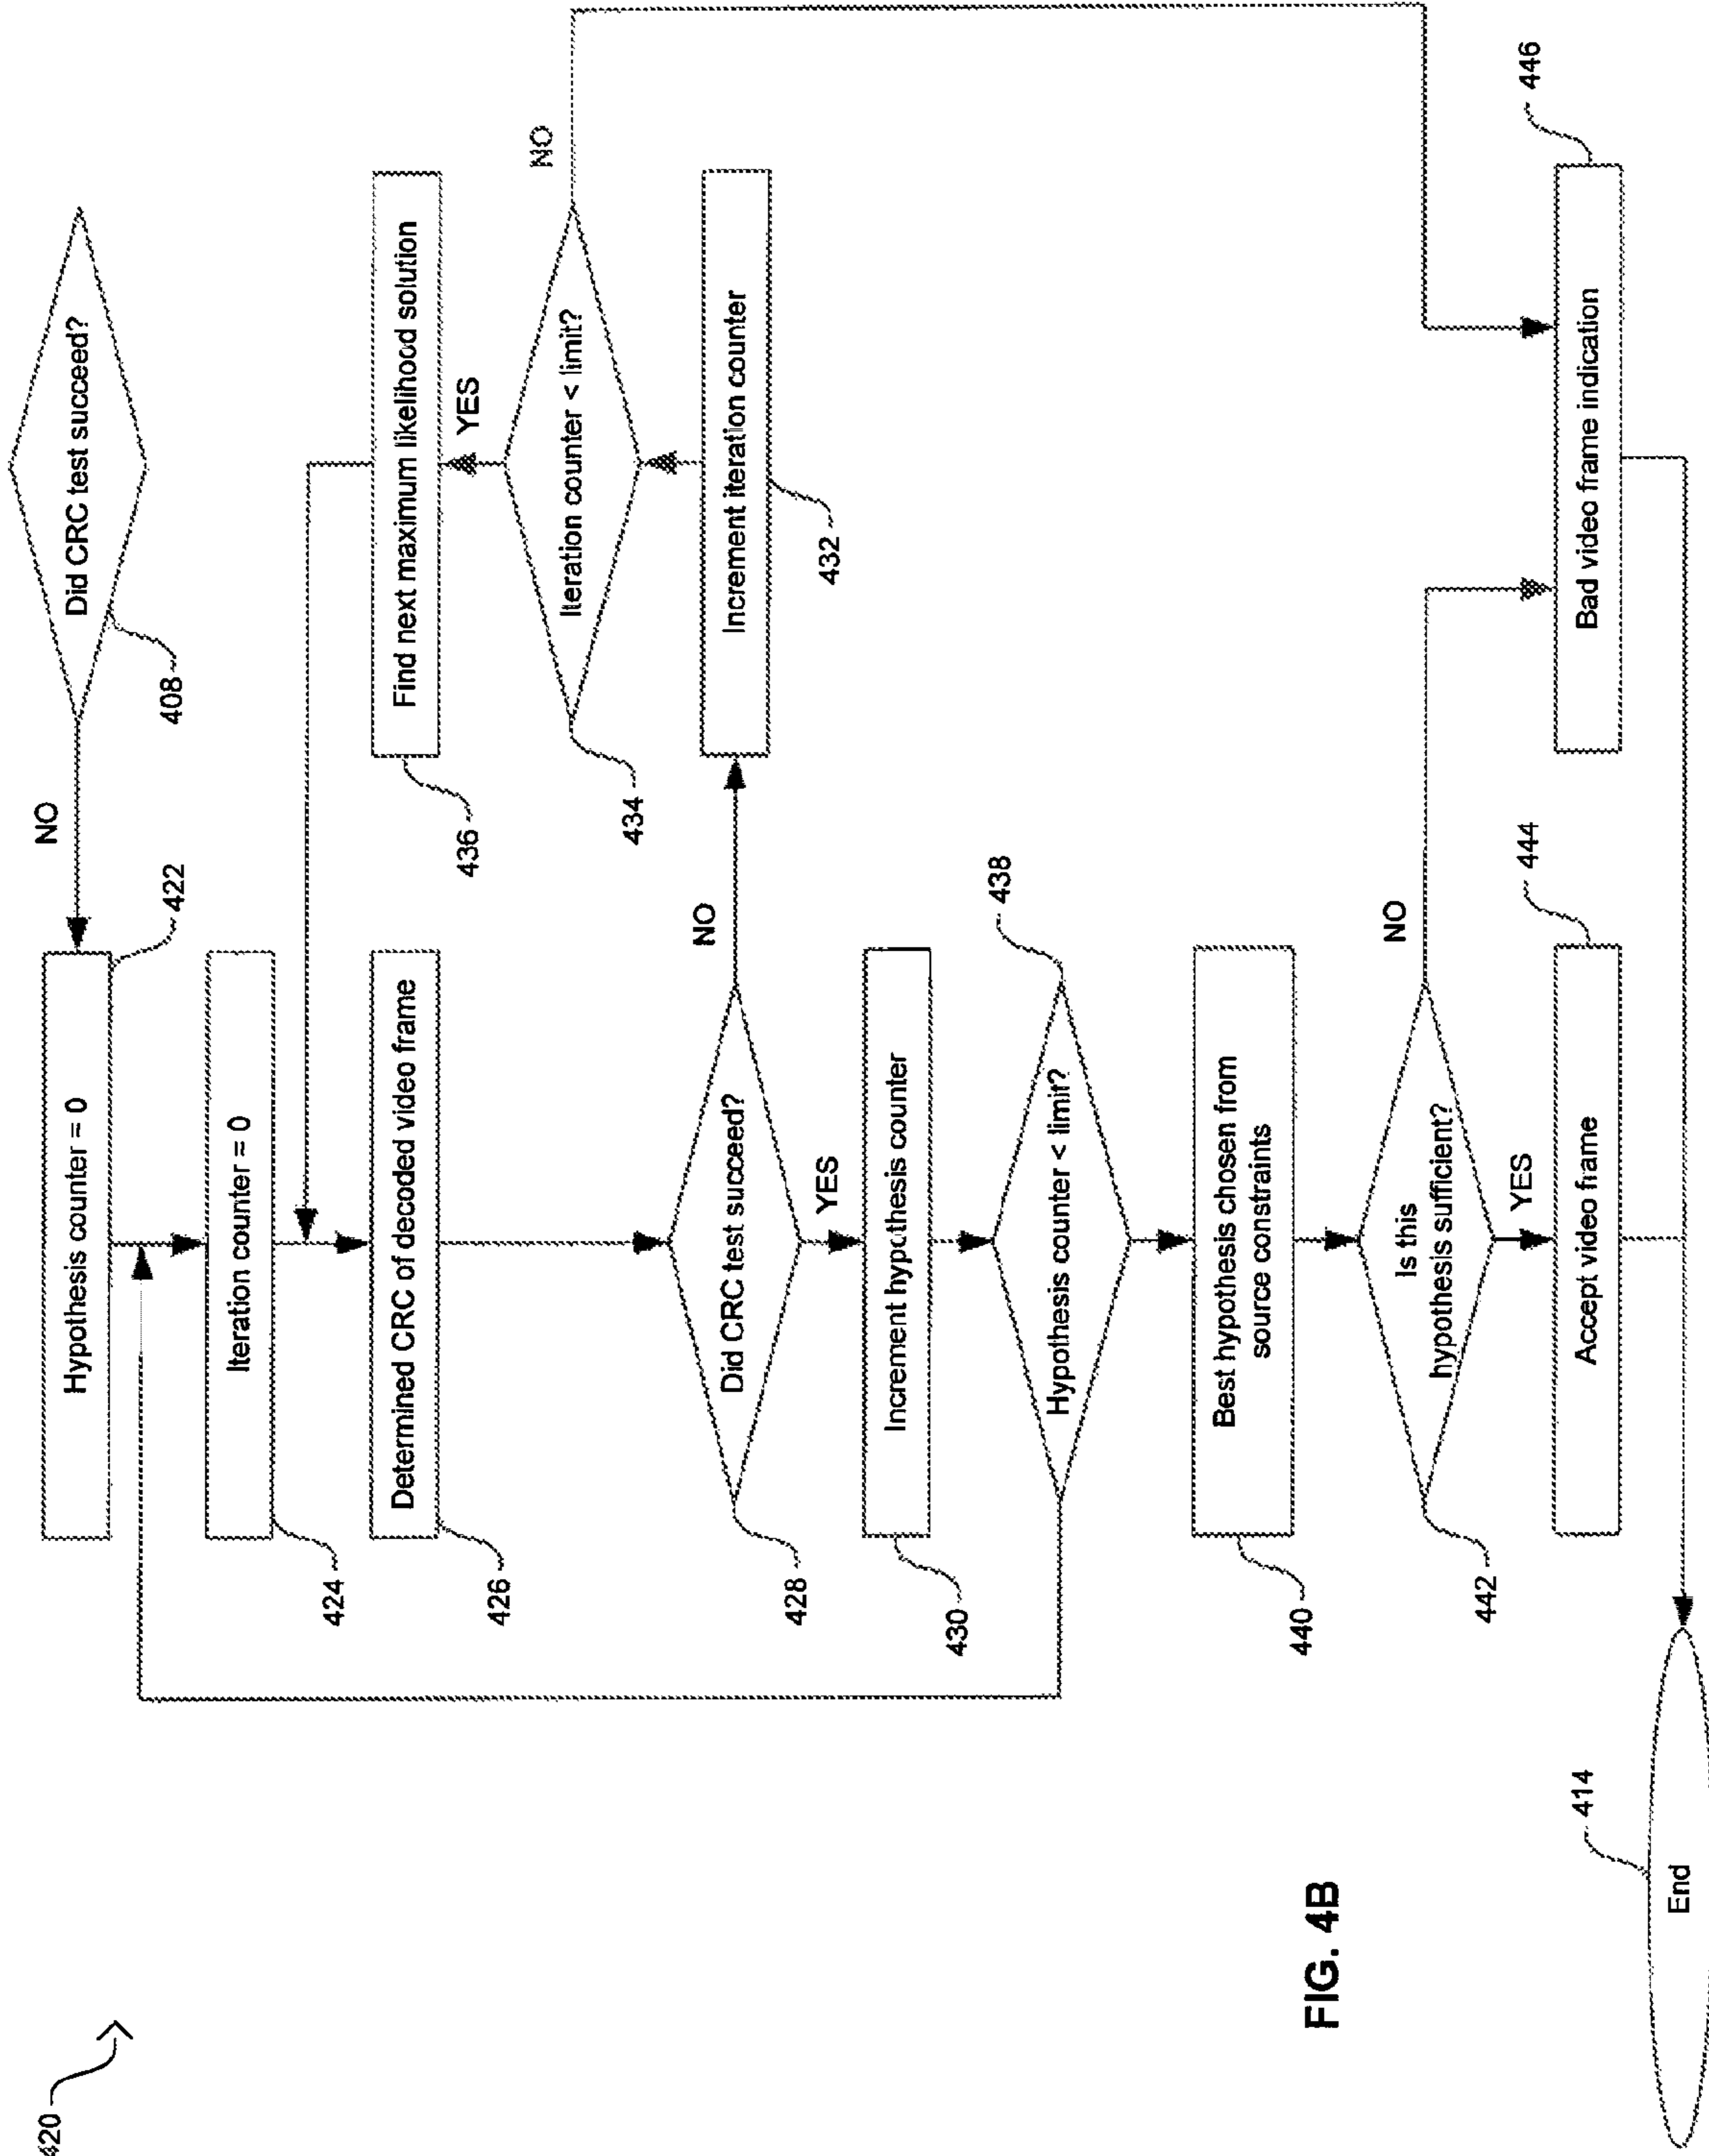 420
Did CRC test succeed?
408
NO
Hypothesis counter = 0
422
Iteration counter = 0
424
Determined CRC of decoded video frame
426
Find next maximum likelihood solution
436
YES
Iteration counter < limit?
434
NO
Increment iteration counter
432
Did CRC test succeed?
428
NO
YES
Increment hypothesis counter
430
Hypothesis counter < limit?
438
Best hypothesis chosen from
source constraints
440
Is this
hypothesis sufficient?
442
NO
YES
Accept video frame
444
Bad video frame indication
446
End
414
FIG. 4B